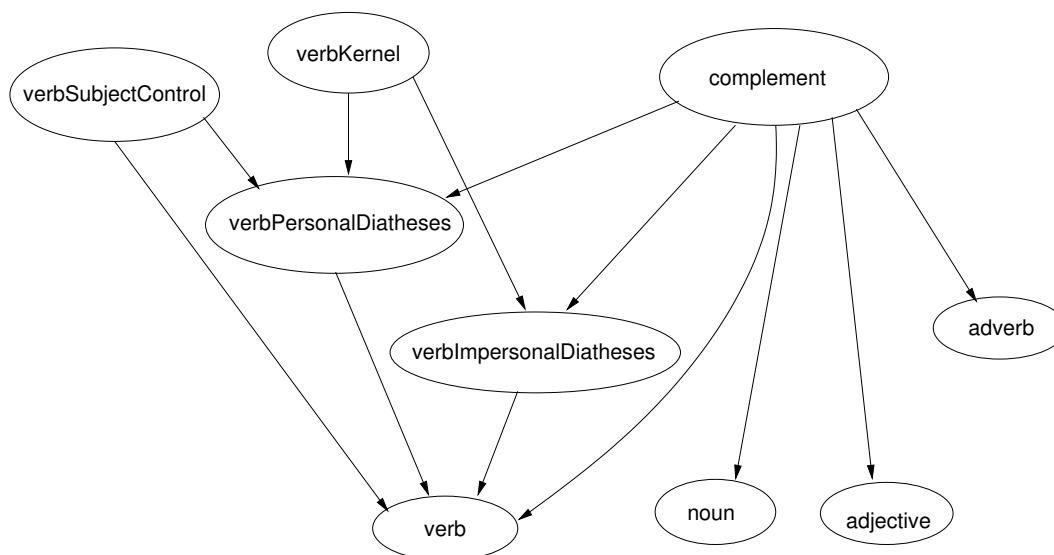 verbKernel
complement
verbSubjectControl
verbPersonalDiatheses
adverb
verbImpersonalDiatheses
noun
adjective
verb